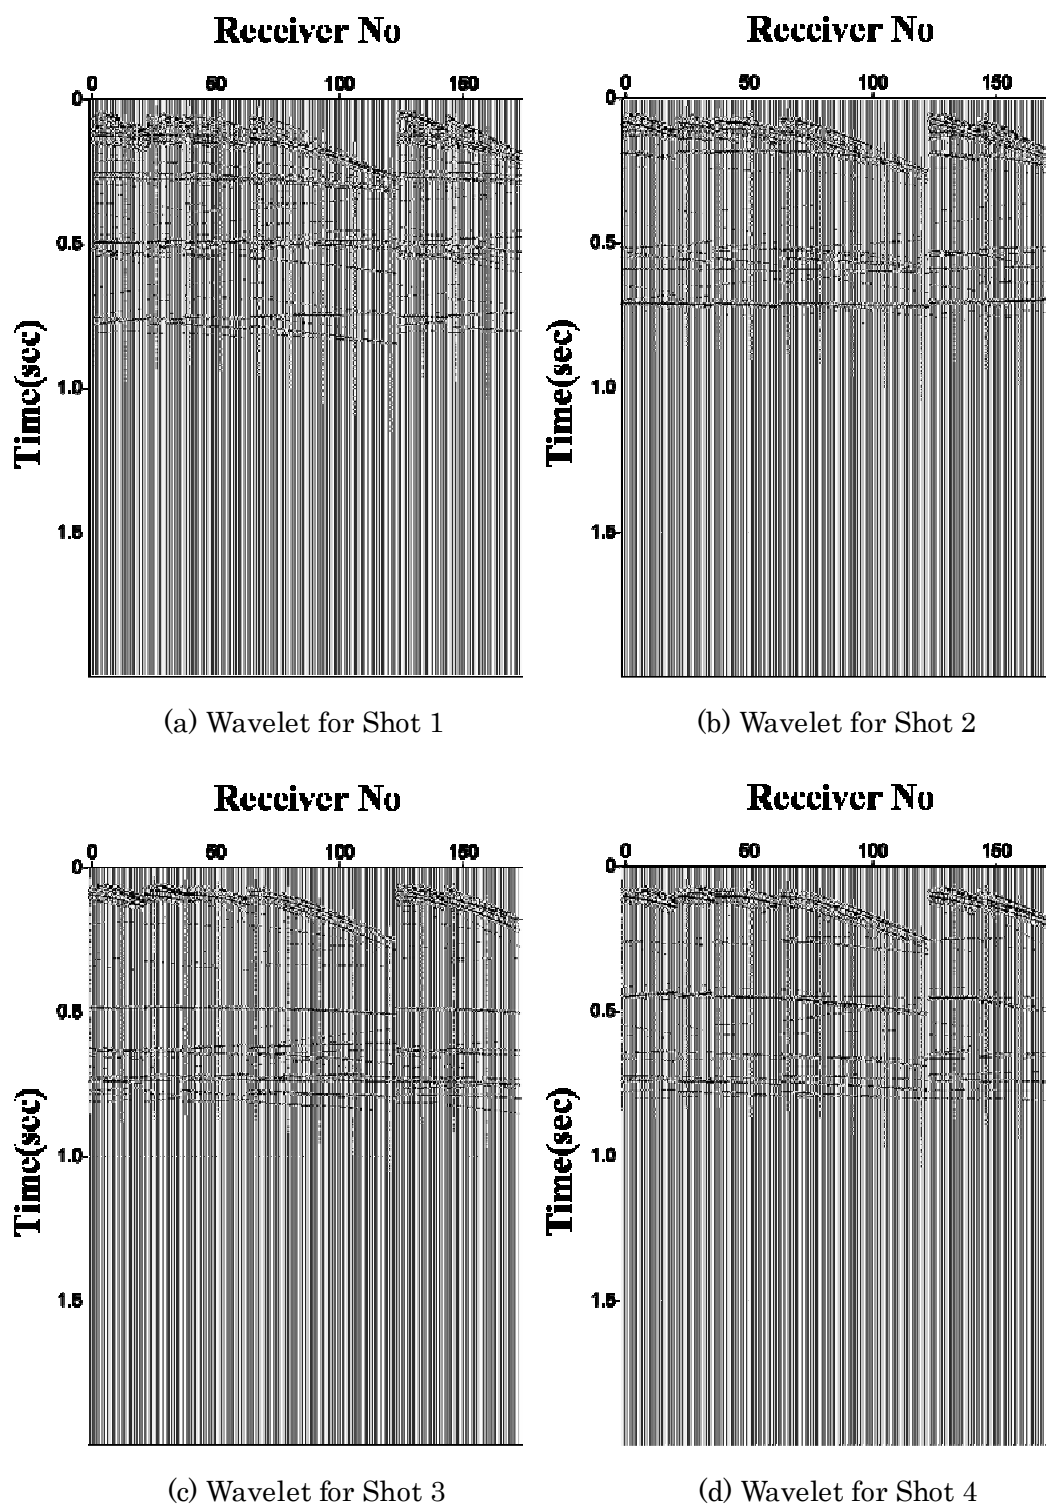 Receiver No
0 50 100 150
0
0.5
1.0
1.5
Time(sec)
(a) Wavelet for Shot 1
Receiver No
0 50 100 150
0
0.5
1.0
1.5
Time(sec)
(b) Wavelet for Shot 2
Receiver No
0 50 100 150
0
0.5
1.0
1.5
Time(sec)
(c) Wavelet for Shot 3
Receiver No
0 50 100 150
0
0.5
1.0
1.5
Time(sec)
(d) Wavelet for Shot 4